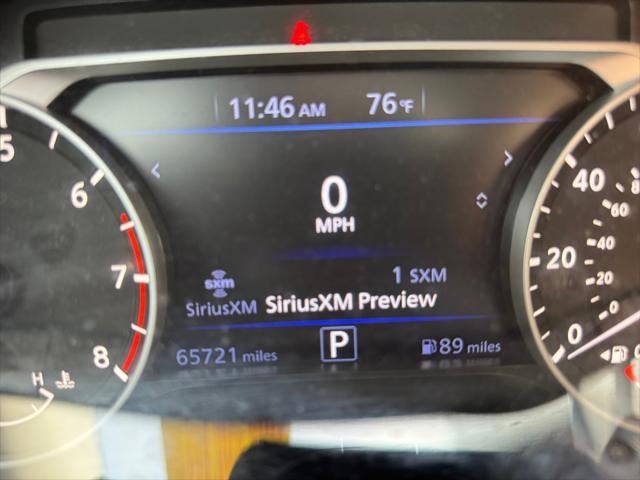 11:46 AM 76°F
0
MPH
5
6
7
8
H
sxm
SiriusXM
1 SXM
SiriusXM Preview
65721 miles
P
89 miles
40
20
0
60
40
20
0